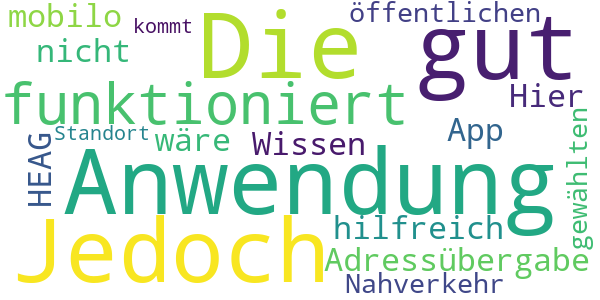 mobilo kommt Die öffentlichen gut
nicht Hier
funktioniert
HEAG Standort wäre Wissen App gewählten
Anwendung
Jedoch hilfreich
Adressübergabe
Nahverkehr